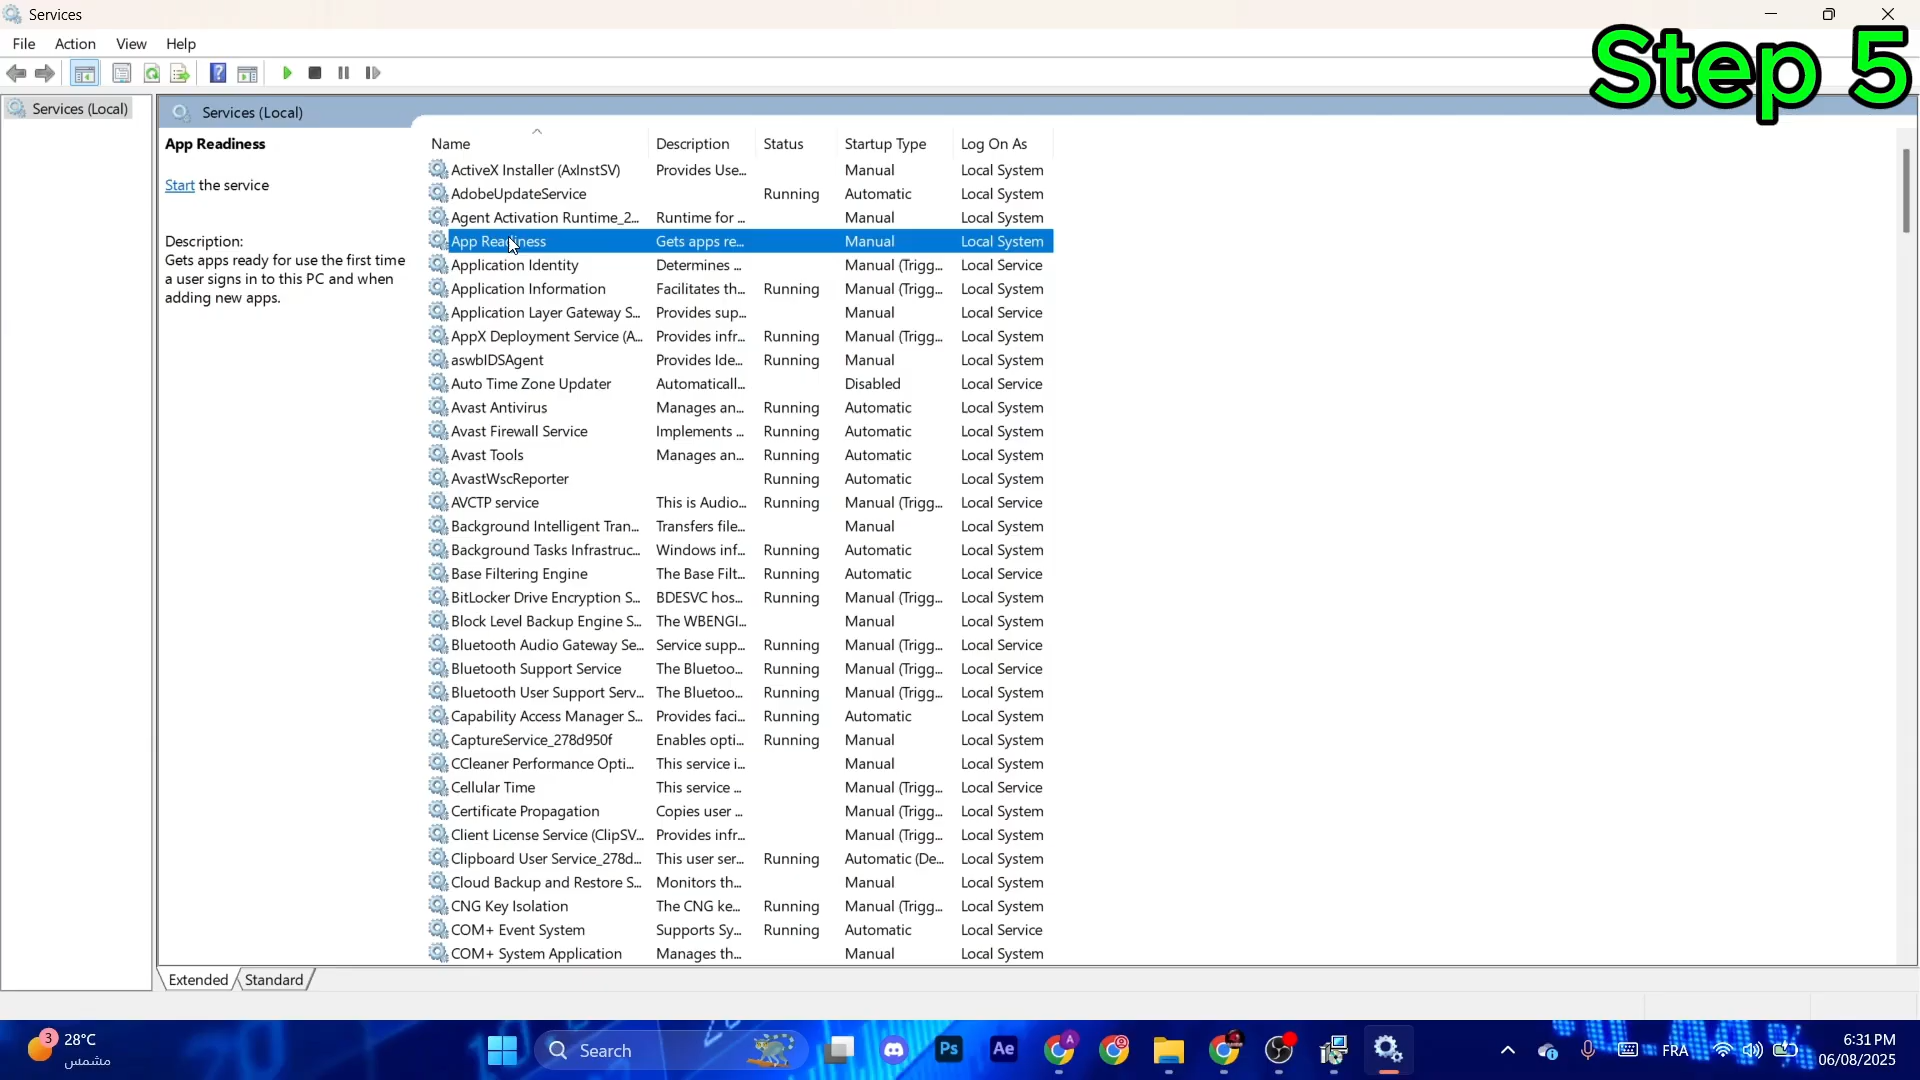 Services
File Action View Help
Step 5
Services (Local)
Services (Local)
App Readiness
Start the service
Description:
Gets apps ready for use the first time
a user signs in to this PC and when
adding new apps.
Name Description Status Startup Type Log On As
ActiveX Installer (AxInstSV) Provides Use... Manual Local System
AdobeUpdateService Running Automatic Local System
Agent Activation Runtime_2... Runtime for ... Manual Local System
App Readiness Gets apps re... Manual Local System
Application Identity Determines ... Manual (Trigg... Local Service
Application Information Facilitates th... Running Manual (Trigg... Local System
Application Layer Gateway S... Provides sup... Manual Local Service
AppX Deployment Service (A... Provides infr... Running Manual (Trigg... Local System
aswbIDSAgent Provides Ide... Running Manual Local System
Auto Time Zone Updater Automaticall... Disabled Local Service
Avast Antivirus Manages an... Running Automatic Local System
Avast Firewall Service Implements ... Running Automatic Local System
Avast Tools Manages an... Running Automatic Local System
AvastWscReporter Running Automatic Local System
AVCTP service This is Audio... Running Manual (Trigg... Local Service
Background Intelligent Tran... Transfers file... Manual Local System
Background Tasks Infrastruc... Windows inf... Running Automatic Local System
Base Filtering Engine The Base Filt... Running Automatic Local Service
BitLocker Drive Encryption S... BDESVC hos... Running Manual (Trigg... Local System
Block Level Backup Engine S... The WBENGI... Manual Local System
Bluetooth Audio Gateway Se... Service supp... Running Manual (Trigg... Local Service
Bluetooth Support Service The Bluetoo... Running Manual (Trigg... Local Service
Bluetooth User Support Serv... The Bluetoo... Running Manual (Trigg... Local System
Capability Access Manager S... Provides faci... Running Automatic Local System
CaptureService_278d950f Enables opti... Running Manual Local System
CCleaner Performance Opti... This service i... Manual Local System
Cellular Time This service ... Manual (Trigg... Local Service
Certificate Propagation Copies user ... Manual (Trigg... Local System
Client License Service (ClipSV... Provides infr... Manual (Trigg... Local System
Clipboard User Service_278d... This user ser... Running Automatic (De... Local System
Cloud Backup and Restore S... Monitors th... Manual Local System
CNG Key Isolation The CNG ke... Running Manual (Trigg... Local System
COM+ Event System Supports Sy... Running Automatic Local Service
COM+ System Application Manages th... Manual Local System
Extended Standard
3 28°C
مشمس
Search
Ps
Ae
A
FRA
6:31 PM
06/08/2025